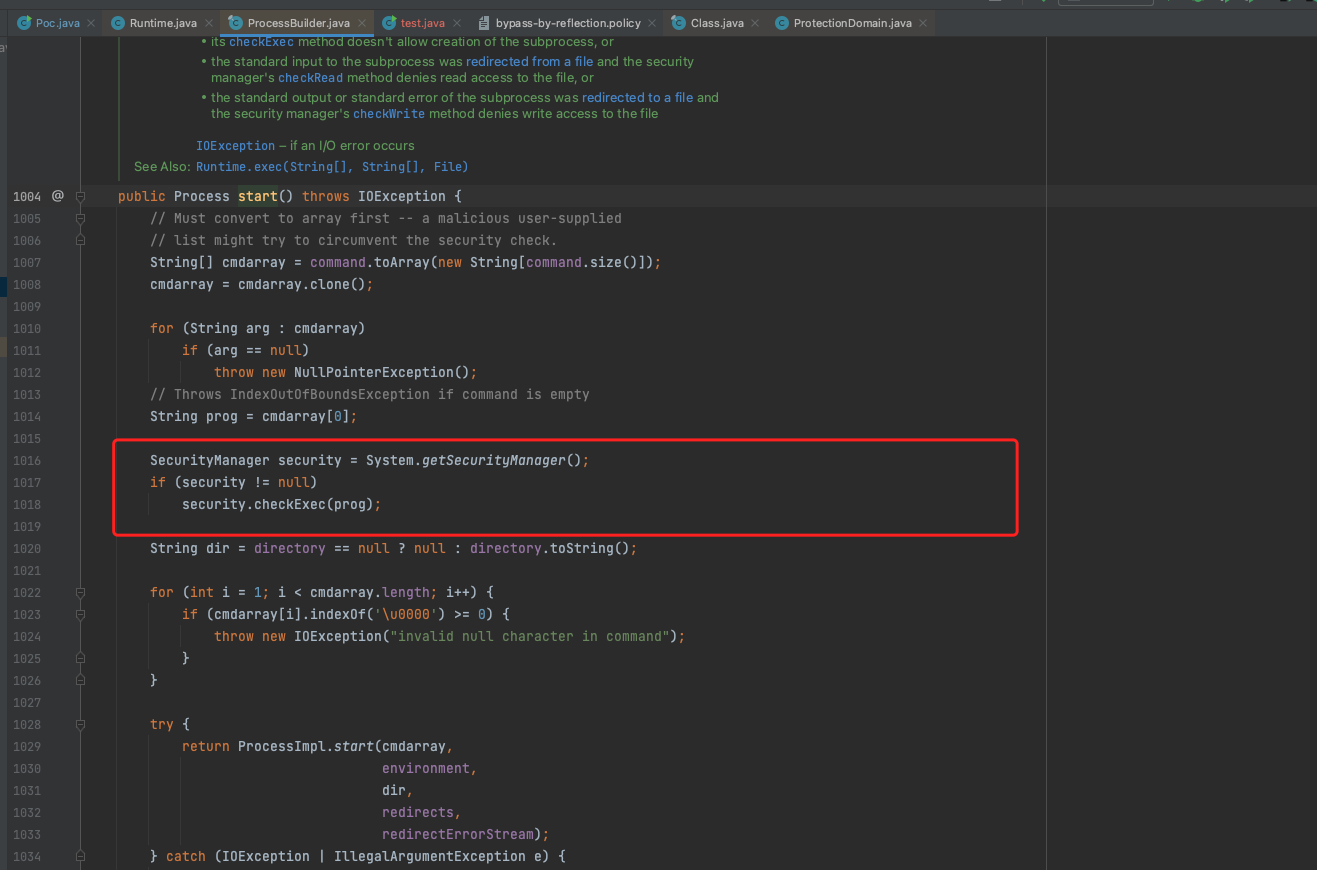 Poc.java
Runtime.java
ProcessBuilder.java
test.java
bypass-by-reflection.policy
Class.java
ProtectionDomain.java
• its checkExec method doesn't allow creation of the subprocess, or
• the standard input to the subprocess was redirected from a file and the security
manager's checkRead method denies read access to the file, or
• the standard output or standard error of the subprocess was redirected to a file and
the security manager's checkWrite method denies write access to the file
IOException – if an I/O error occurs
See Also: Runtime.exec(String[], String[], File)
1004 @ public Process start() throws IOException {
1005 // Must convert to array first -- a malicious user-supplied
1006 // list might try to circumvent the security check.
1007 String[] cmdarray = command.toArray(new String[command.size()]);
1008 cmdarray = cmdarray.clone();
1009
1010 for (String arg : cmdarray)
1011 if (arg == null)
1012 throw new NullPointerException();
1013 // Throws IndexOutOfBoundsException if command is empty
1014 String prog = cmdarray[0];
1015
1016 SecurityManager security = System.getSecurityManager();
1017 if (security != null)
1018 security.checkExec(prog);
1019
1020 String dir = directory == null ? null : directory.toString();
1021
1022 for (int i = 1; i < cmdarray.length; i++) {
1023 if (cmdarray[i].indexOf('\u0000') >= 0) {
1024 throw new IOException("invalid null character in command");
1025 }
1026 }
1027
1028 try {
1029 return ProcessImpl.start(cmdarray,
1030 environment,
1031 dir,
1032 redirects,
1033 redirectErrorStream);
1034 } catch (IOException | IllegalArgumentException e) {